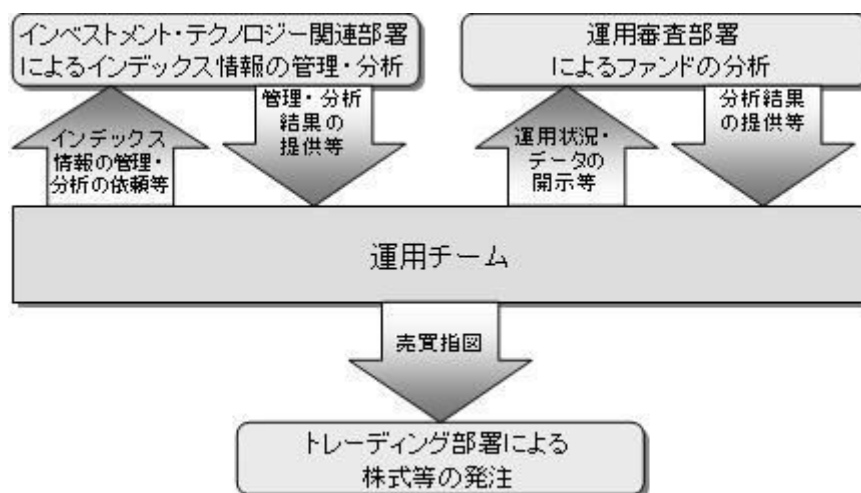 インベストメント・テクノロジー関連部署
によるインデックス情報の管理・分析
運用審査部署
によるファンドの分析
インデックス
情報の管理・
分析の依頼等
管理・分析
結果の
提供等
運用状況・
データの
開示等
分析結果
の提供等
運用チーム
売買指図
トレーディング部署による
株式等の発注